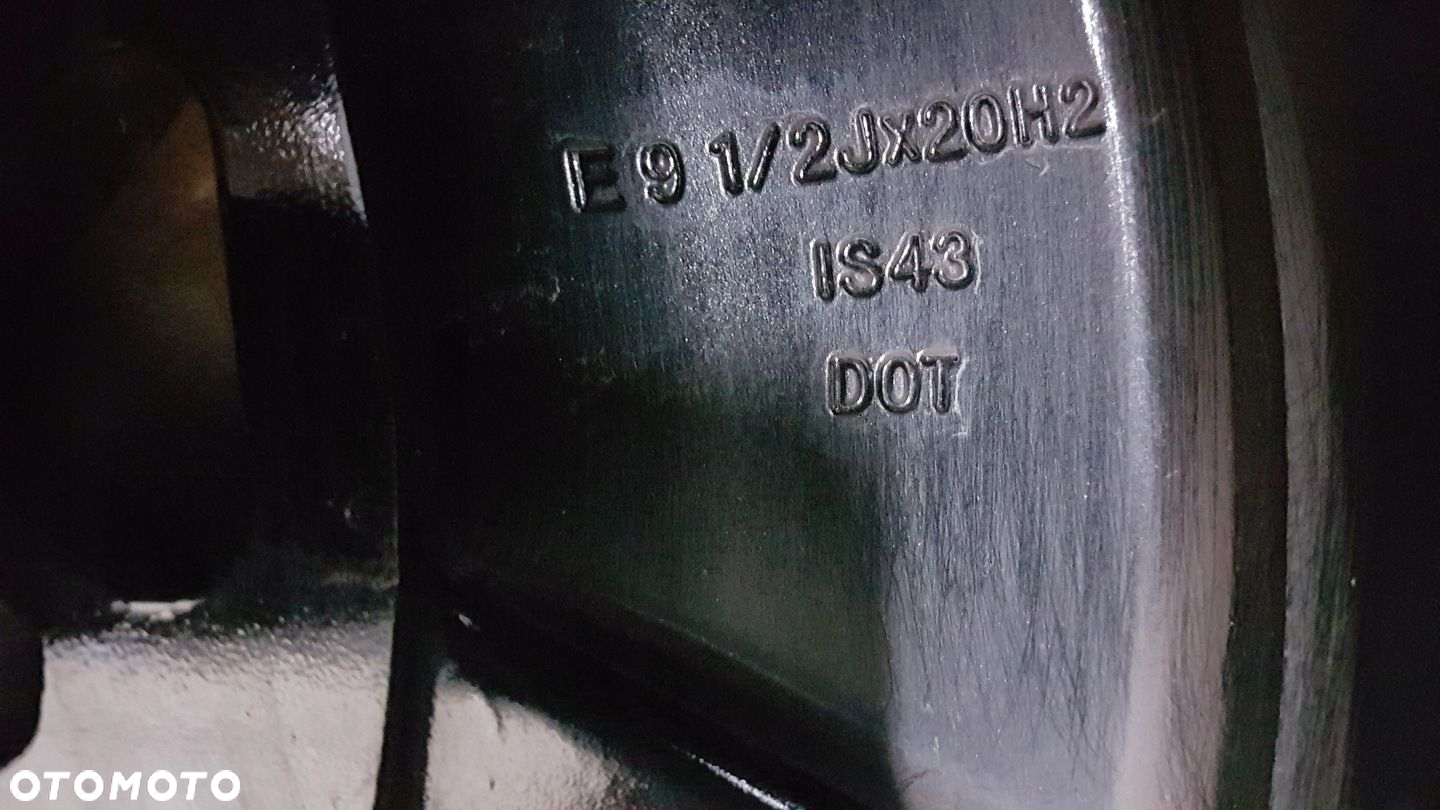 E 9 1/2Jx20H2
IS43
DOT
OTOMOTO